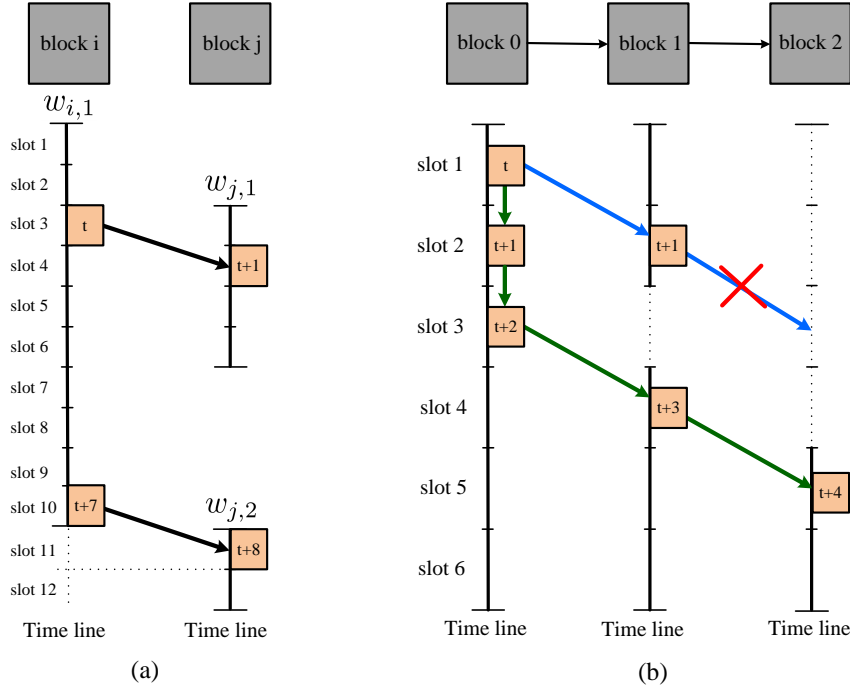 block i
block j
w_{i,1}
slot 1
slot 2
w_{j,1}
slot 3
t
slot 4
t+1
slot 5
slot 6
slot 7
slot 8
slot 9
slot 10
t+7
w_{j,2}
slot 11
t+8
slot 12
Time line
Time line
(a)
block 0
block 1
block 2
slot 1
t
slot 2
t+1
t+1
slot 3
t+2
slot 4
t+3
slot 5
t+4
slot 6
Time line
Time line
Time line
(b)